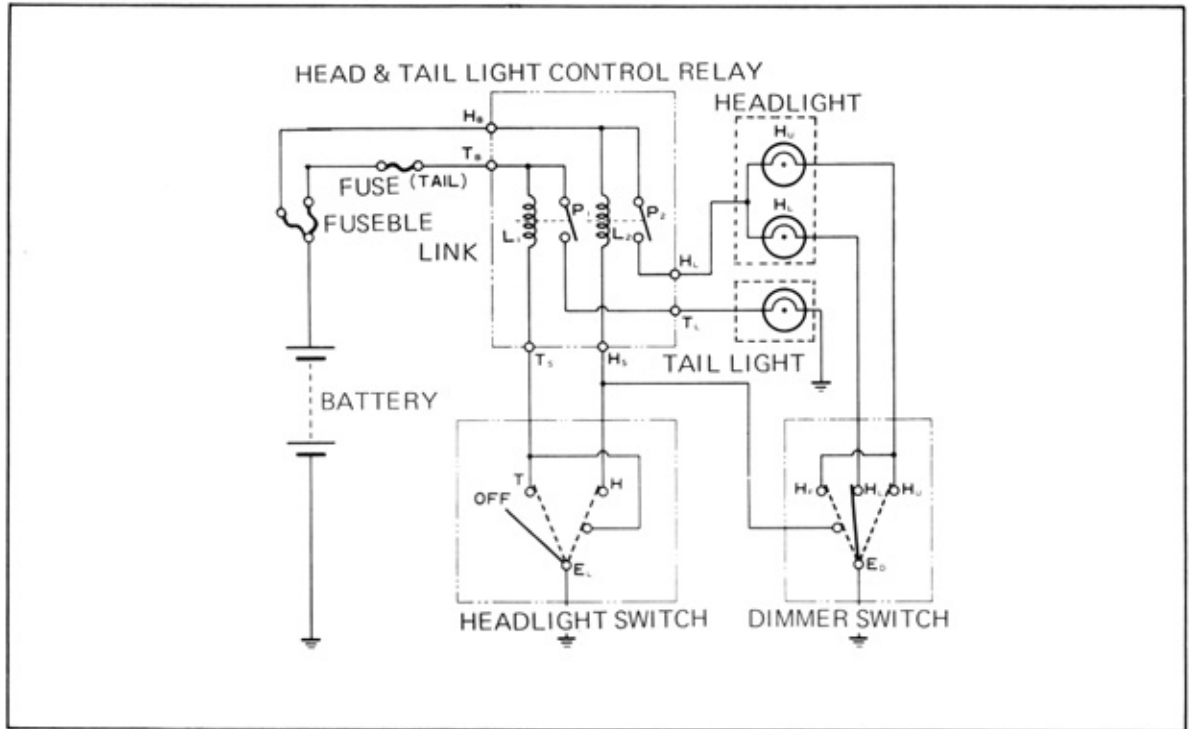 HEAD & TAIL LIGHT CONTROL RELAY
HEADLIGHT
HB
HU
TB
FUSE (TAIL)
FUSEBLE
LINK
P1
P2
L1
L2
HL
HL
TL
TS
HS
TAIL LIGHT
BATTERY
T
H
HF
HL
HU
OFF
EL
ED
HEADLIGHT SWITCH
DIMMER SWITCH